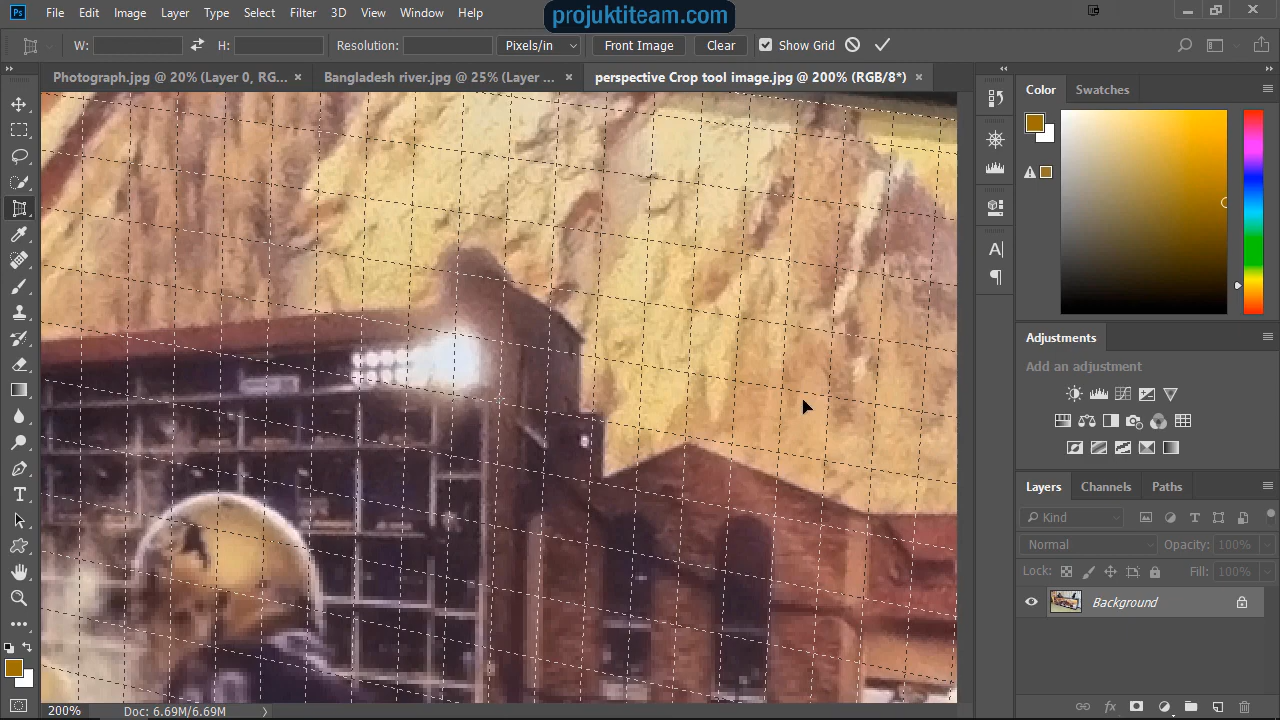 Ps File Edit Image Layer Type Select Filter 3D View Window Help
projuktiteam.com
W: H: Resolution: Pixels/in Front Image Clear Show Grid
Photograph.jpg @ 20% (Layer 0, RG... × Bangladesh river.jpg @ 25% (Layer ... × perspective Crop tool image.jpg @ 200% (RGB/8*) ×
Color Swatches
Adjustments
Add an adjustment
Layers Channels Paths
Kind
Normal Opacity: 100%
Lock: Fill: 100%
Background
fx
200% Doc: 6.69M/6.69M